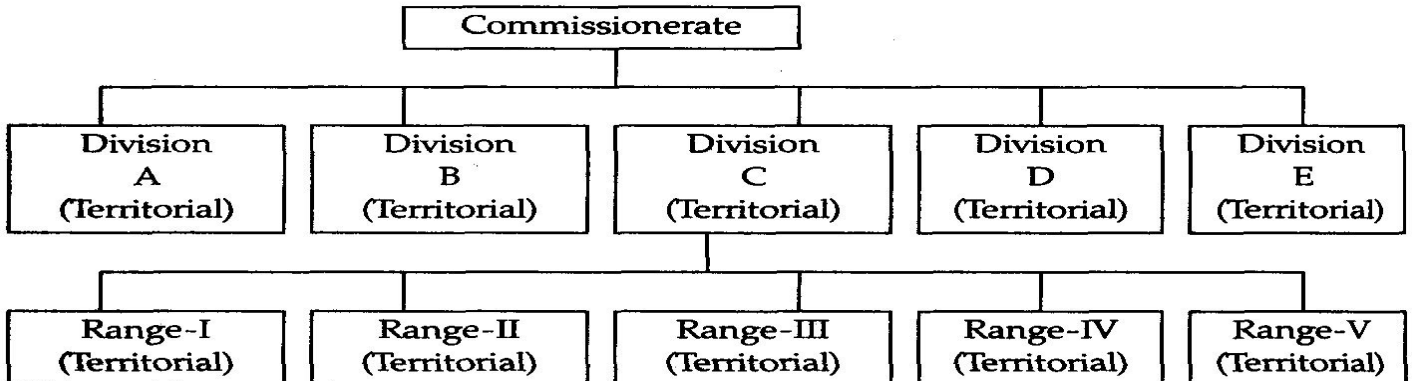 Commissionerate
Division
A
(Territorial)
Division
B
(Territorial)
Division
C
(Territorial)
Division
D
(Territorial)
Division
E
(Territorial)
Range-I
(Territorial)
Range-II
(Territorial)
Range-III
(Territorial)
Range-IV
(Territorial)
Range-V
(Territorial)